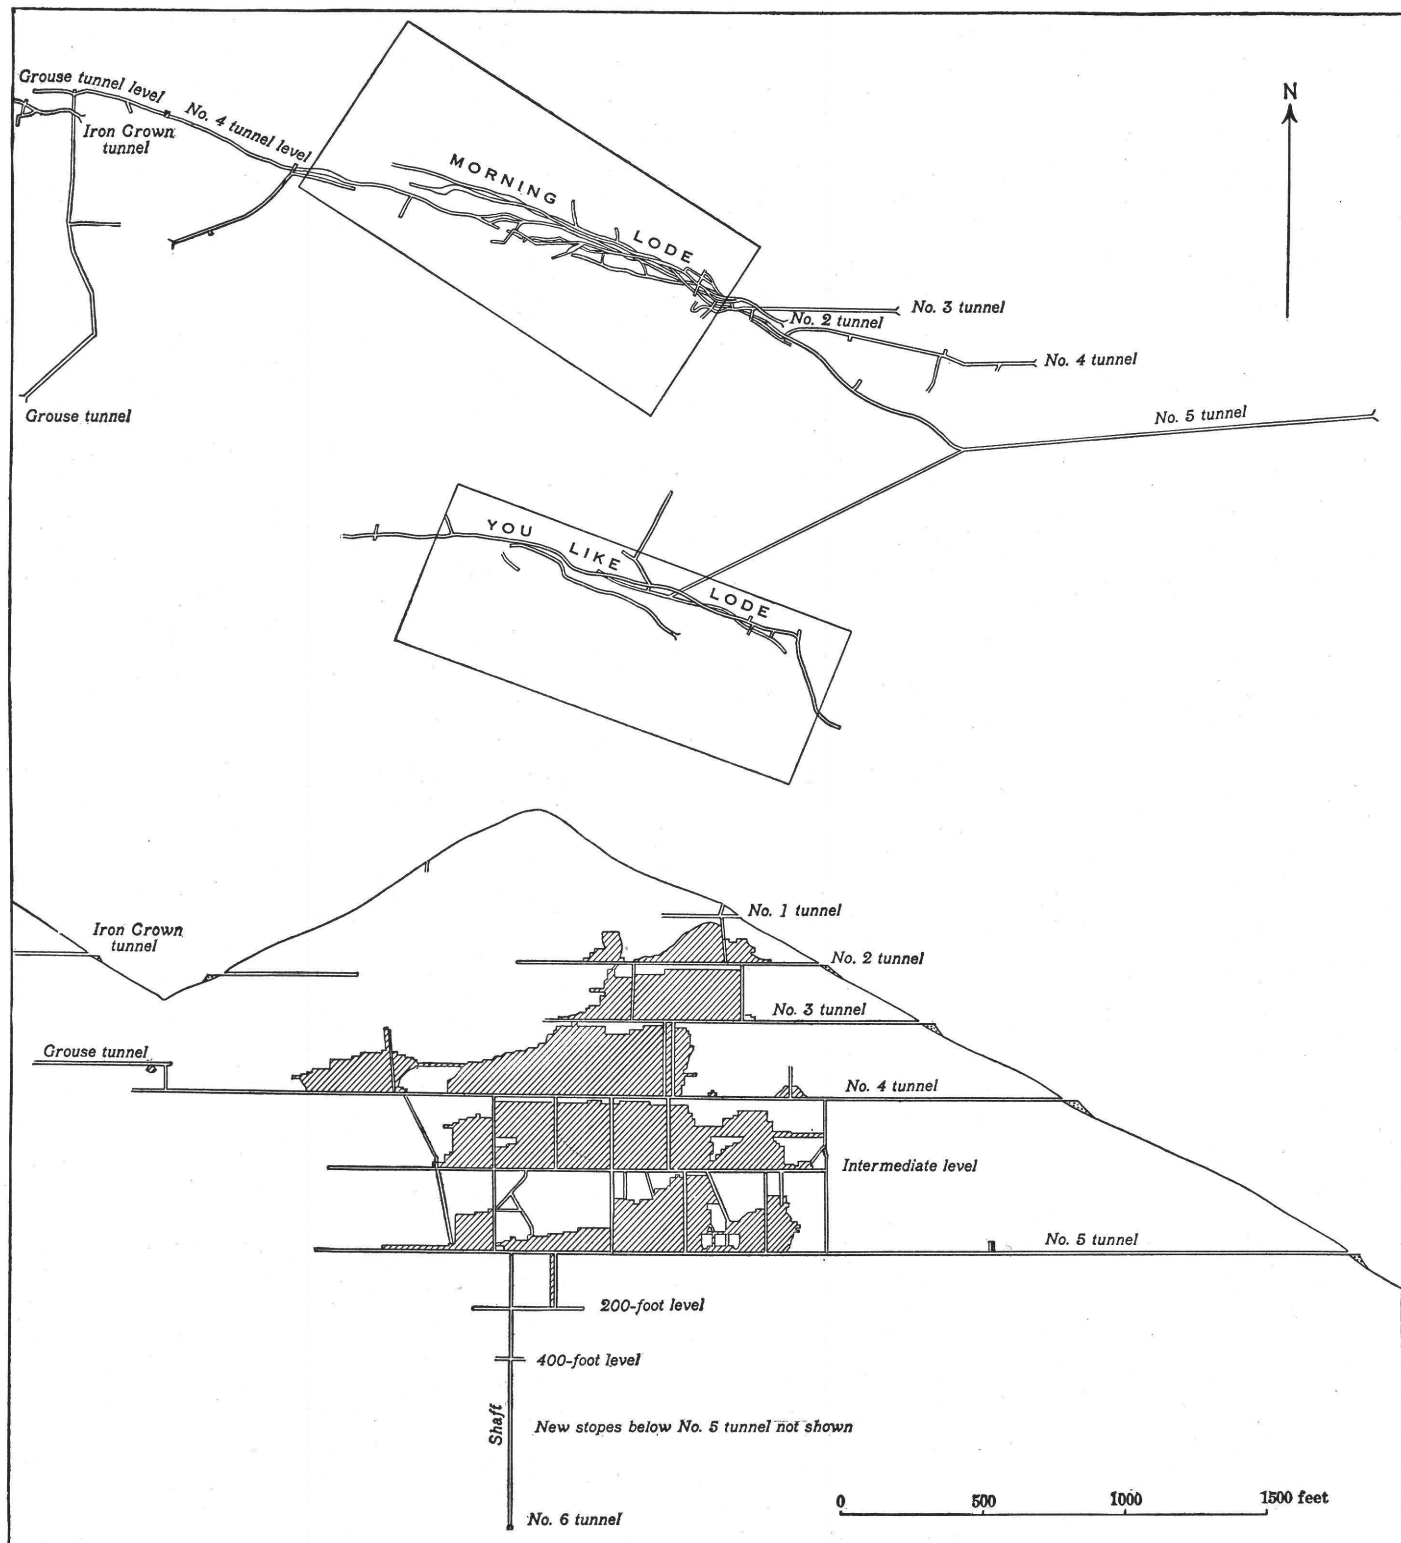 N
Grouse tunnel level
No. 4 tunnel level
Iron Crown
tunnel
MORNING
LODE
No. 3 tunnel
No. 2 tunnel
No. 4 tunnel
Grouse tunnel
No. 5 tunnel
YOU
LIKE
LODE
No. 1 tunnel
Iron Crown
tunnel
No. 2 tunnel
No. 3 tunnel
Grouse tunnel
No. 4 tunnel
Intermediate level
No. 5 tunnel
200-foot level
400-foot level
Shaft
New stopes below No. 5 tunnel not shown
0 500 1000 1500 feet
No. 6 tunnel